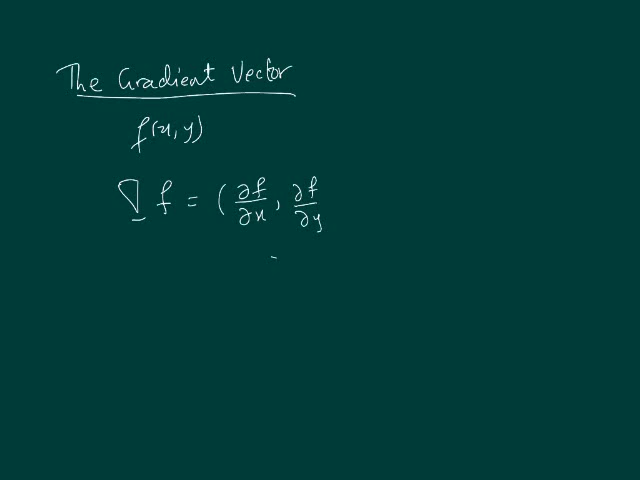 The Gradient Vector
f(x,y)
∇ f = ( ∂f/∂x , ∂f/∂y